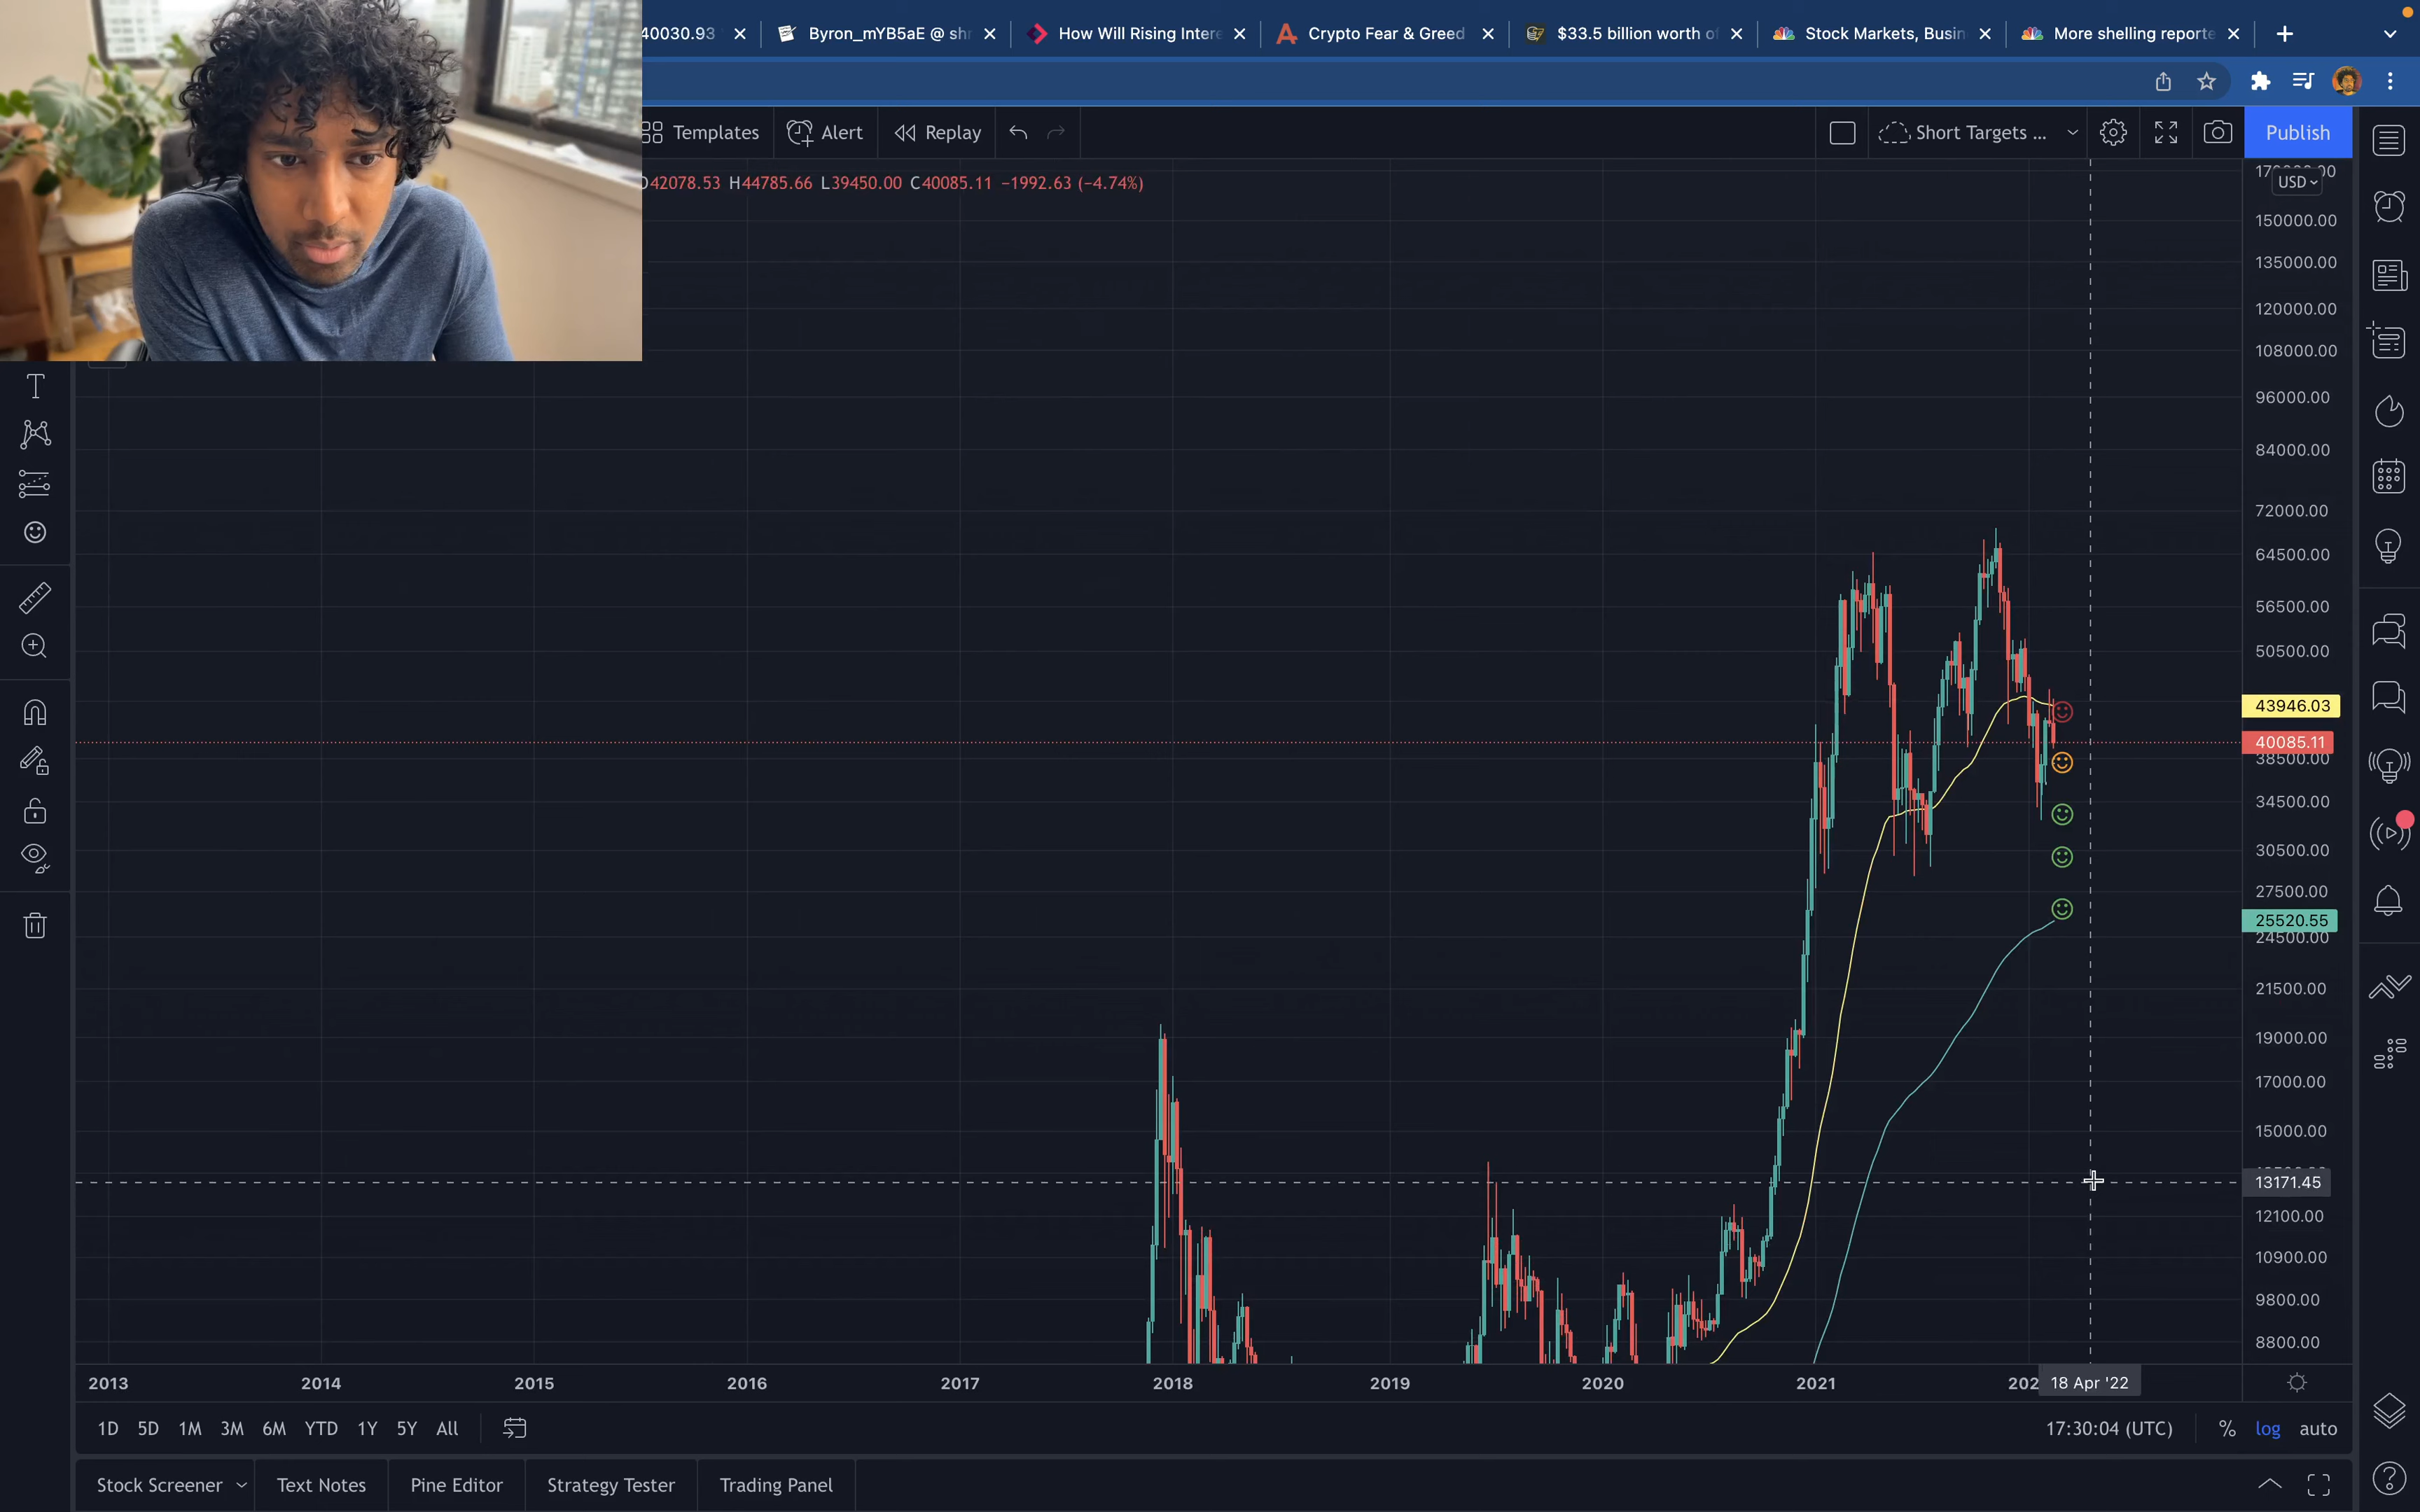 40030.93
Byron_mYB5aE @ sh
How Will Rising Intere
Crypto Fear & Greed
$33.5 billion worth of
Stock Markets, Busin
More shelling reporte
Templates
Alert
Replay
Short Targets ...
Publish
O42078.53 H44785.66 L39450.00 C40085.11 −1992.63 (−4.74%)
USD
150000.00
135000.00
120000.00
108000.00
96000.00
84000.00
72000.00
64500.00
56500.00
50500.00
43946.03
40085.11
38500.00
34500.00
30500.00
27500.00
25520.55
24500.00
21500.00
19000.00
17000.00
15000.00
13171.45
12100.00
10900.00
9800.00
8800.00
2013 2014 2015 2016 2017 2018 2019 2020 2021 202 18 Apr '22
1D 5D 1M 3M 6M YTD 1Y 5Y All
17:30:04 (UTC) % log auto
Stock Screener Text Notes Pine Editor Strategy Tester Trading Panel